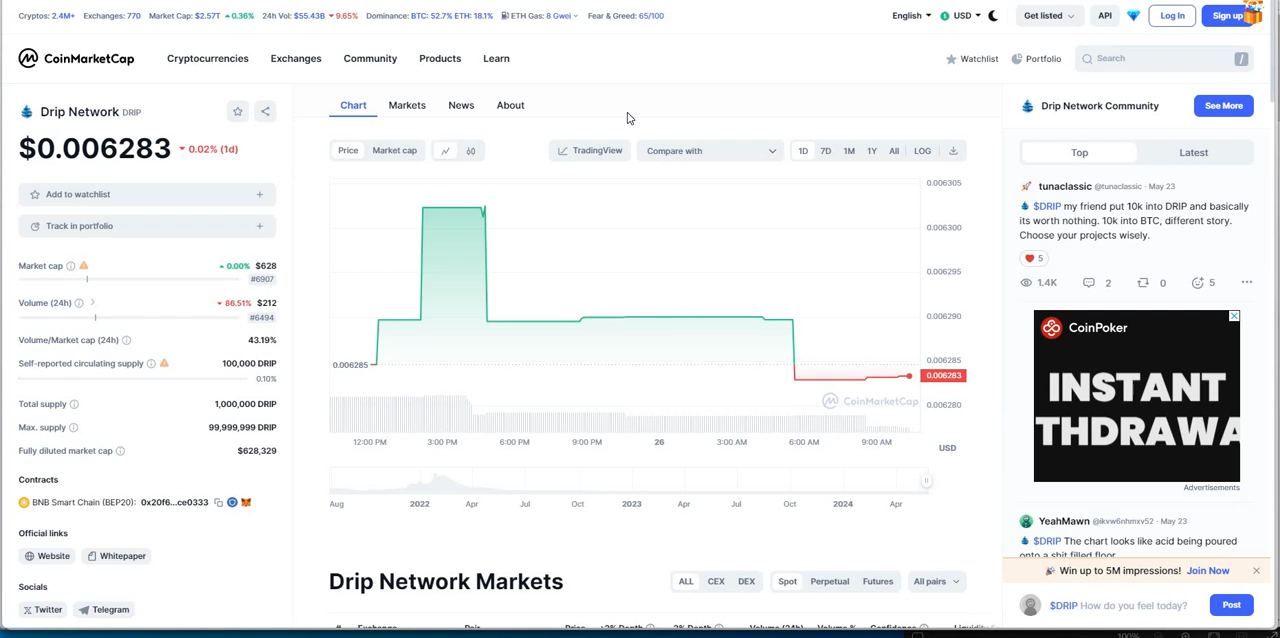 Cryptos: 2.4M+ Exchanges: 770 Market Cap: $2.57T 0.36% 24h Vol: $55.43B 9.65% Dominance: BTC: 52.7% ETH: 18.1% ETH Gas: 8 Gwei Fear & Greed: 65/100
English USD Get listed API Log In Sign up
CoinMarketCap Cryptocurrencies Exchanges Community Products Learn Watchlist Portfolio Search /
Drip Network DRIP
$0.006283 0.02% (1d)
Add to watchlist +
Track in portfolio +
Market cap 0.00% $628
#6907
Volume (24h) 86.51% $212
#6494
Volume/Market cap (24h) 43.19%
Self-reported circulating supply 100,000 DRIP
0.10%
Total supply 1,000,000 DRIP
Max. supply 99,999,999 DRIP
Fully diluted market cap $628,329
Contracts
BNB Smart Chain (BEP20): 0x20f6...ce0333
Official links
Website Whitepaper
Socials
Twitter Telegram
Chart Markets News About
Price Market cap TradingView Compare with 1D 7D 1M 1Y All LOG
0.006305
0.006300
0.006295
0.006290
0.006285
0.006285
0.006283
0.006280
CoinMarketCap
12:00 PM 3:00 PM 6:00 PM 9:00 PM 26 3:00 AM 6:00 AM 9:00 AM USD
Aug 2022 Apr Jul Oct 2023 Apr Jul Oct 2024 Apr
Drip Network Markets ALL CEX DEX Spot Perpetual Futures All pairs
Drip Network Community See More
Top Latest
tunaclassic @tunaclassic · May 23
$DRIP my friend put 10k into DRIP and basically
its worth nothing. 10k into BTC, different story.
Choose your projects wisely.
5
1.4K 2 0 5
CoinPoker
INSTANT
THDRAWA
Advertisements
YeahMawn @ikvw6nhmxv52 · May 23
$DRIP The chart looks like acid being poured
onto a shit filled floor
Win up to 5M impressions! Join Now
$DRIP How do you feel today? Post
100%